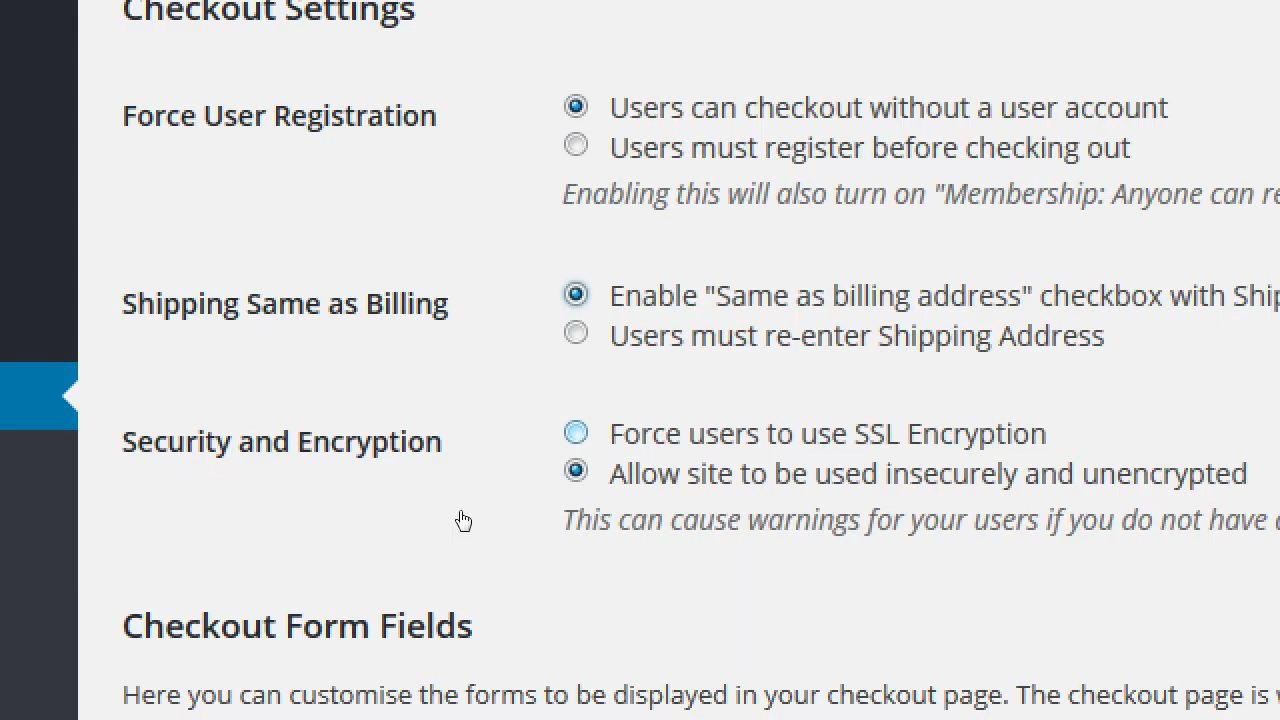 Checkout Settings
Force User Registration
Users can checkout without a user account
Users must register before checking out
Enabling this will also turn on "Membership: Anyone can
Shipping Same as Billing
Enable "Same as billing address" checkbox with
Users must re-enter Shipping Address
Security and Encryption
Force users to use SSL Encryption
Allow site to be used insecurely and unencrypted
This can cause warnings for your users if you do not have
Checkout Form Fields
Here you can customise the forms to be displayed in your checkout page. The checkout page is